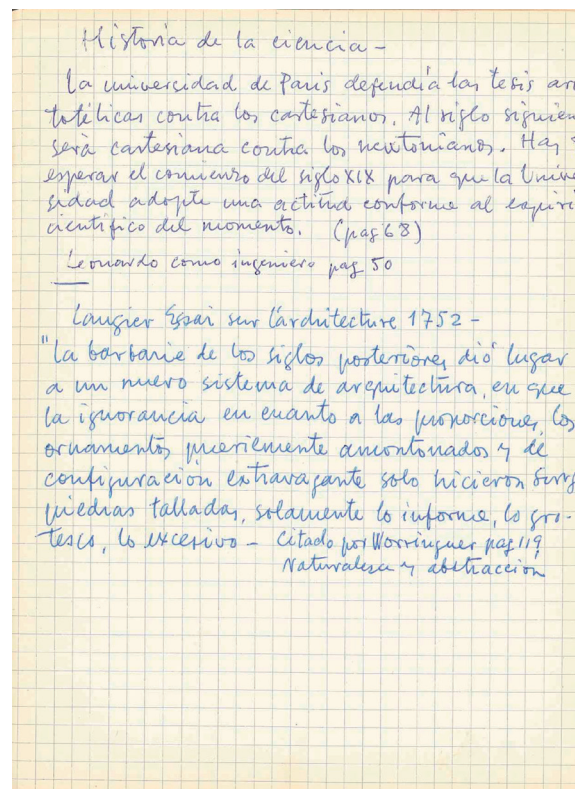 Historia de la ciencia -
La universidad de Paris defendía las tesis aris
totélicas contra los cartesianos. Al siglo siguien
será cartesiana contra los newtonianos. Hay
esperar el comienzo del siglo XIX para que la Unive
sidad adopte una actitud conforme al espiri
científico del momento. (pag 68)
Leonardo como ingeniero pag 50
Laugier Essai sur l'architecture 1752 -
"La barbarie de los siglos posteriores dió lugar
a un nuevo sistema de arquitectura, en que
la ignorancia en cuanto a las proporciones, los
ornamentos puerilmente amontonados y de
configuración extravagante solo hicieron surg
piedras talladas, solamente lo informe, lo gro-
tesco, lo excesivo - Citado por Worringuer pag 119
Naturaleza y abstracción